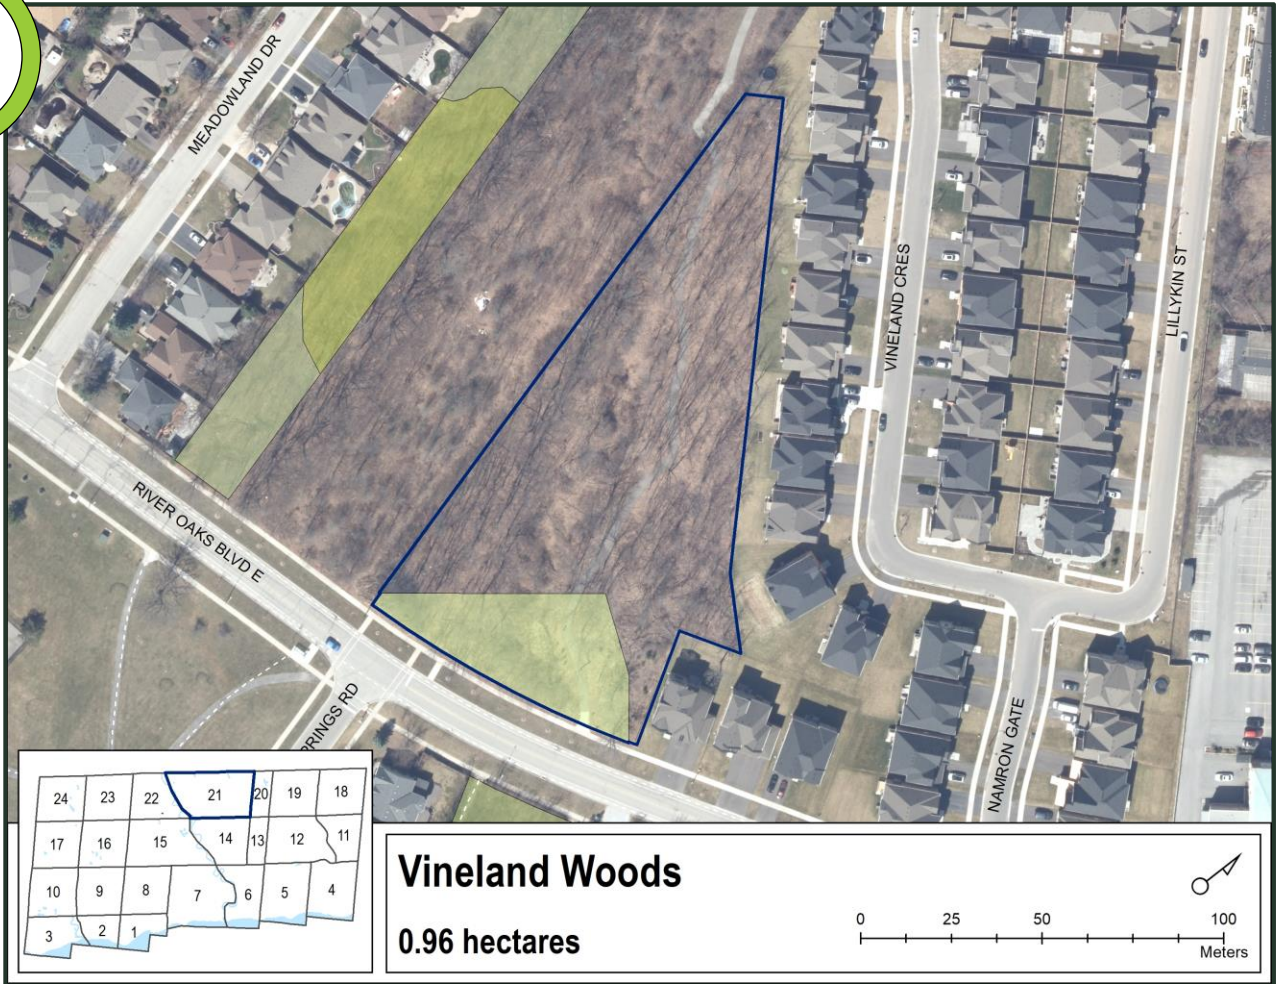 MEADOWLAND DR
VINELAND CRES
LILLYKIN ST
RIVER OAKS BLVD E
PRINGS RD
NAMRON GATE
24 23 22 21 20 19 18
17 16 15 14 13 12 11
10 9 8 7 6 5 4
3 2 1
Vineland Woods
0.96 hectares
0 25 50 100
Meters